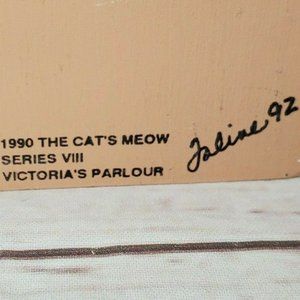 1990 THE CAT'S MEOW
SERIES VIII
VICTORIA'S PARLOUR
Faline 92